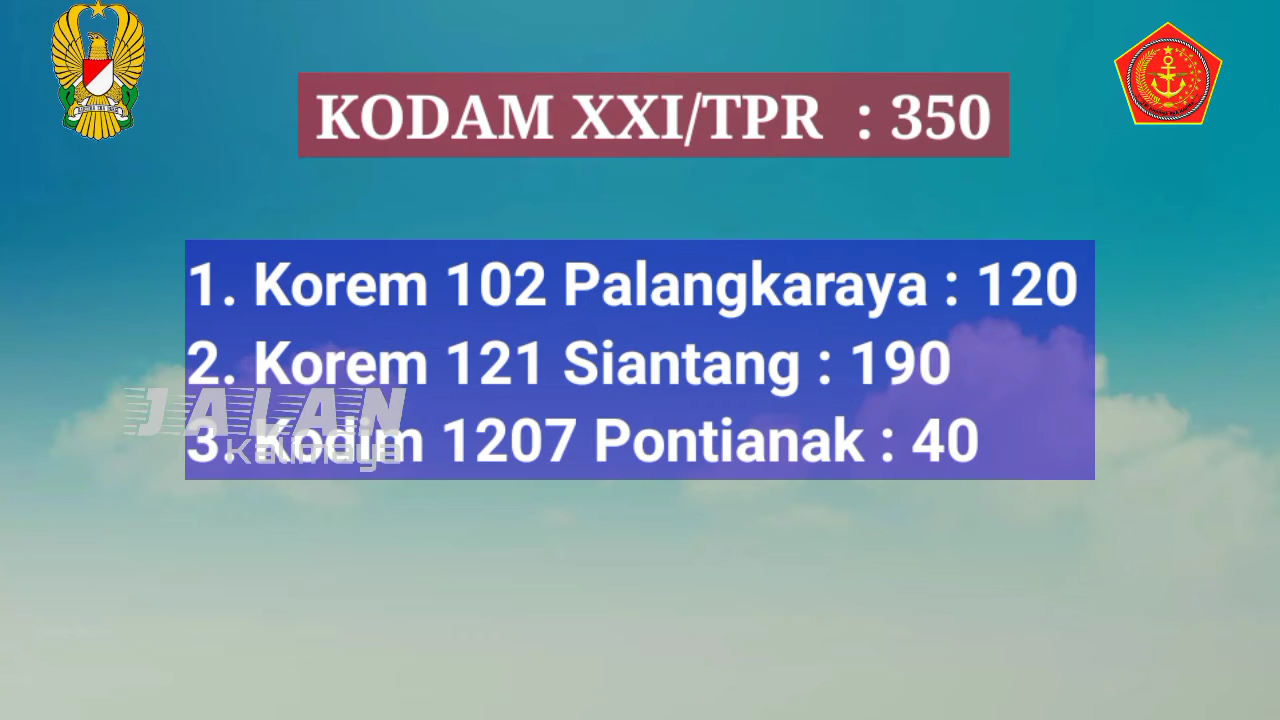 KODAM XXI/TPR : 350
1. Korem 102 Palangkaraya : 120
2. Korem 121 Siantang : 190
3. Kodim 1207 Pontianak : 40
JALAN
Kalimaya